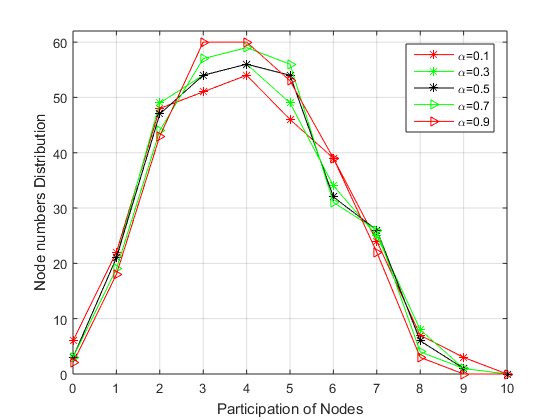 60
50
40
30
20
10
0
Node numbers Distribution
α=0.1
α=0.3
α=0.5
α=0.7
α=0.9
0 1 2 3 4 5 6 7 8 9 10
Participation of Nodes